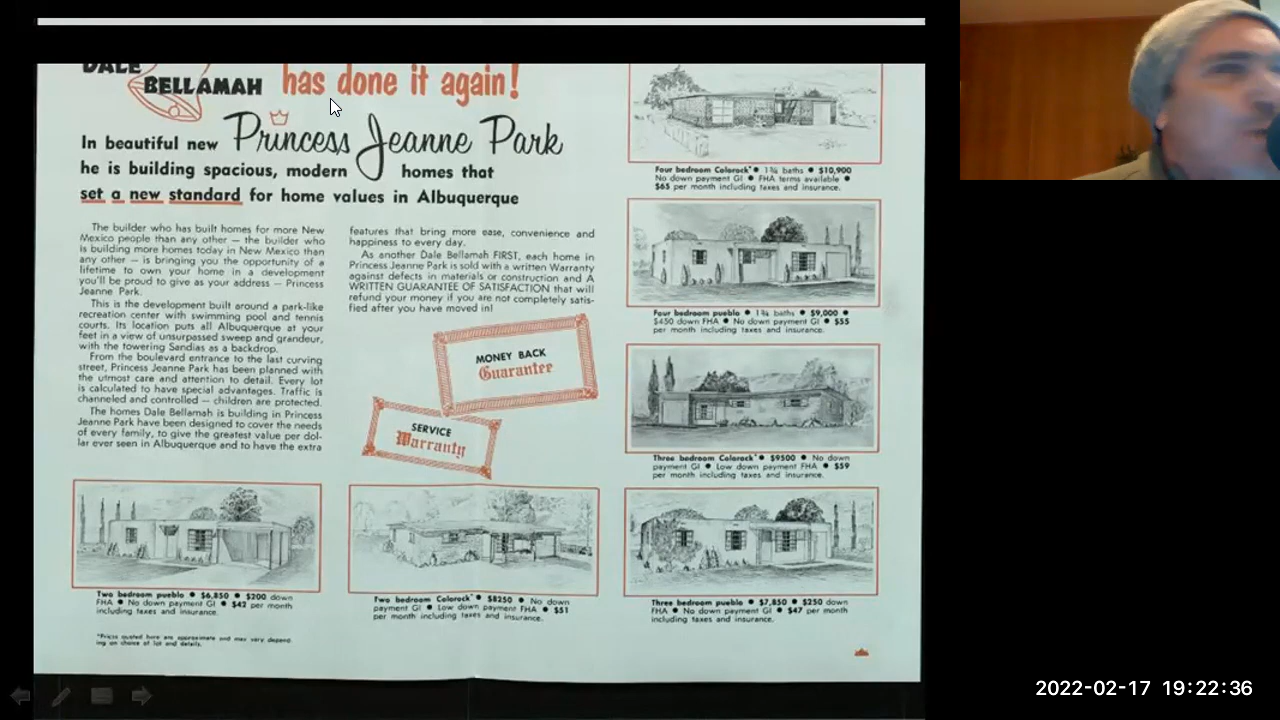 DALE
BELLAMAH has done it again!
In beautiful new Princess Jeanne Park
he is building spacious, modern homes that
set a new standard for home values in Albuquerque
The builder who has built homes for more New
Mexico people than any other — the builder who
is building more homes today in New Mexico than
any other — is bringing you the opportunity of a
lifetime to own your home in a development
you'll be proud to give as your address — Princess
Jeanne Park.
This is the development built around a park-like
recreation center with swimming pool and tennis
courts. Its location puts all Albuquerque at your
feet in a view of unsurpassed sweep and grandeur,
with the towering Sandias as a backdrop.
From the boulevard entrance to the last curving
street, Princess Jeanne Park has been planned with
the utmost care and attention to detail. Every lot
is calculated to have special advantages. Traffic is
channeled and controlled — children are protected.
The homes Dale Bellamah is building in Princess
Jeanne Park have been designed to cover the needs
of every family, to give the greatest value per dol-
lar ever seen in Albuquerque and to have the extra
features that bring more ease, convenience and
happiness to every day.
As another Dale Bellamah FIRST, each home in
Princess Jeanne Park is sold with a written Warranty
against defects in materials or construction and A
WRITTEN GUARANTEE OF SATISFACTION that will
refund your money if you are not completely satis-
fied after you have moved in!
MONEY BACK
Guarantee
SERVICE
Warranty
Four bedroom Colorock* • 1¾ baths • $10,900
No down payment GI • FHA terms available •
$65 per month including taxes and insurance.
Four bedroom pueblo • 1¾ baths • $9,000 •
$450 down FHA • No down payment GI • $55
per month including taxes and insurance.
Three bedroom Colorock* • $9500 • No down
payment GI • Low down payment FHA • $59
per month including taxes and insurance.
Two bedroom pueblo • $6,850 • $200 down
FHA • No down payment GI • $42 per month
including taxes and insurance.
Two bedroom Colorock* • $8250 • No down
payment GI • Low down payment FHA • $51
per month including taxes and insurance.
Three bedroom pueblo • $7,850 • $250 down
FHA • No down payment GI • $47 per month
including taxes and insurance.
*Prices quoted here are approximate and may vary depend-
ing on choice of lot and details.
2022-02-17 19:22:36